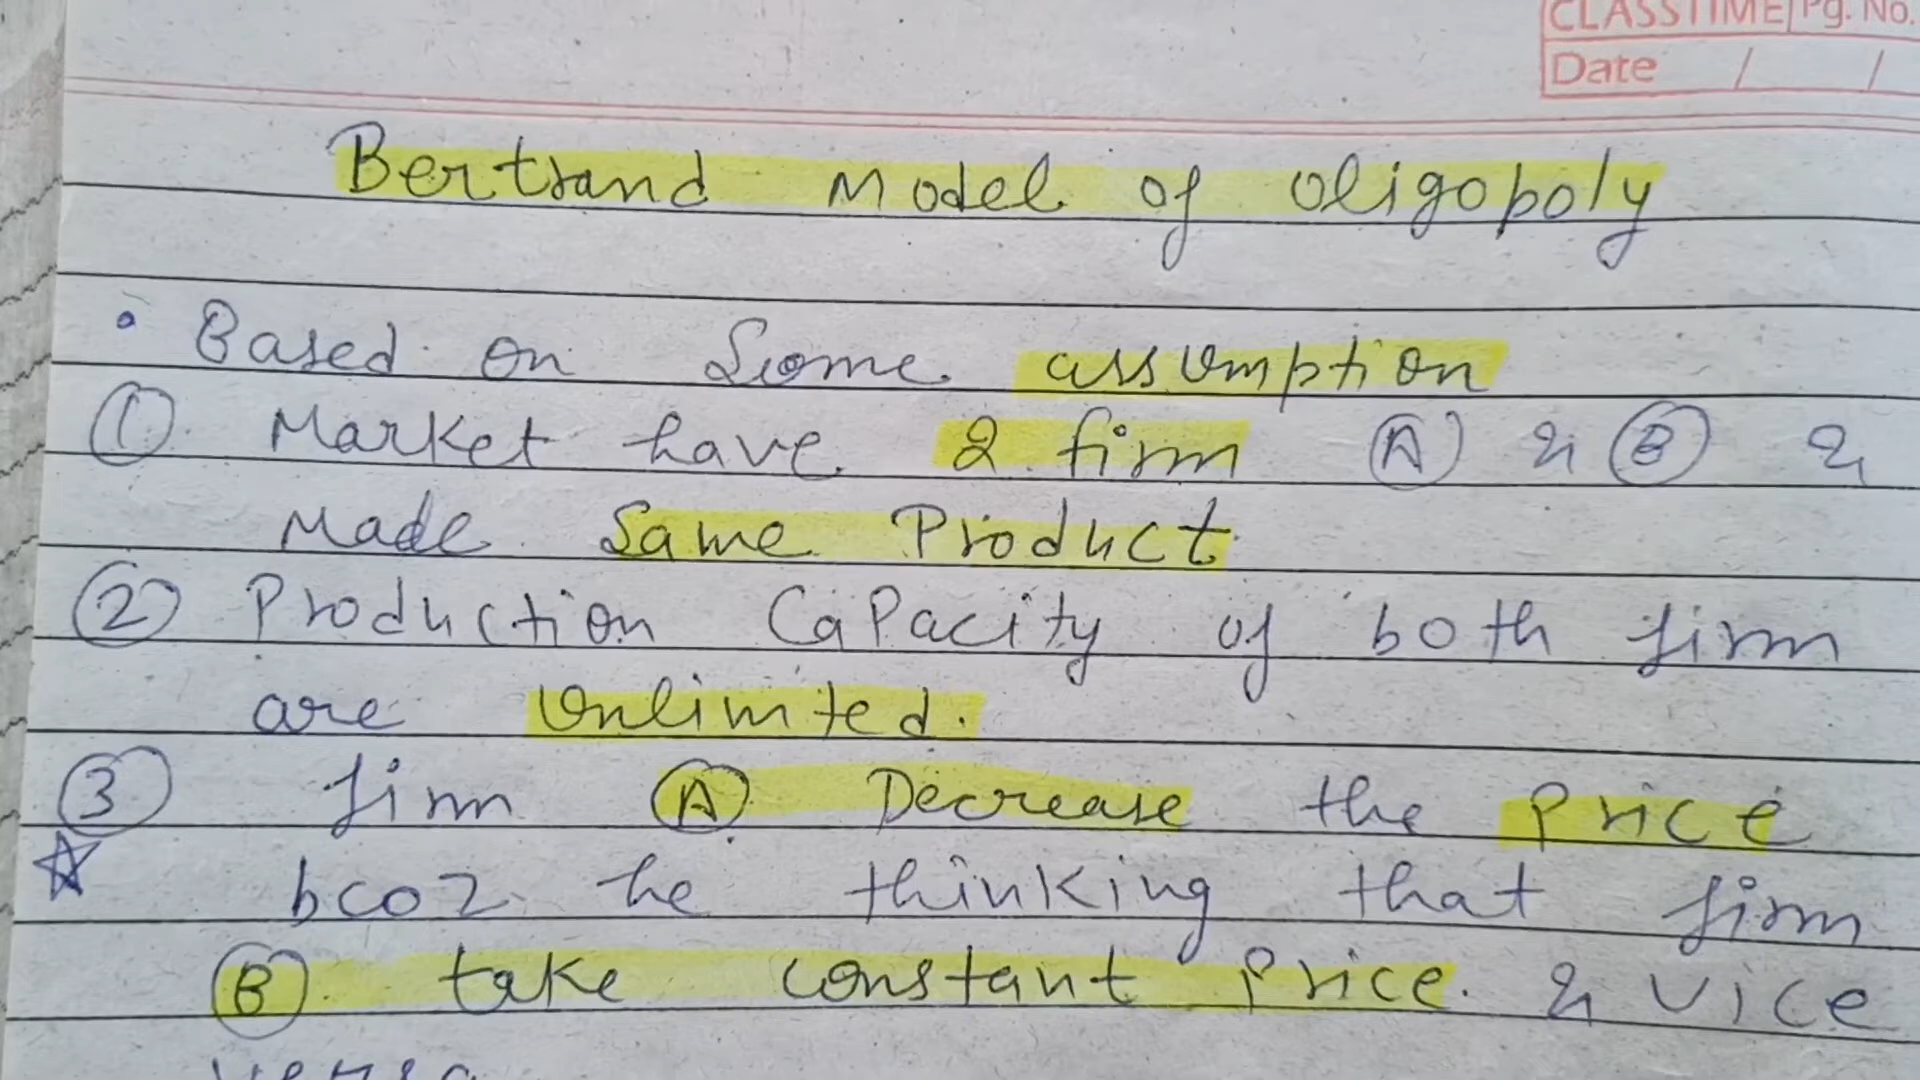 CLASSTIME Pg. No.
Date / /
Bertrand Model of oligopoly
• Based on Some assumption
① Market have 2 firm Ⓐ & Ⓑ &
Made Same Product
② Production Capacity of both firm
are Unlimited.
③ firm Ⓐ Decrease the Price
bcoz he thinking that firm
Ⓑ take constant Price. & vice
versa